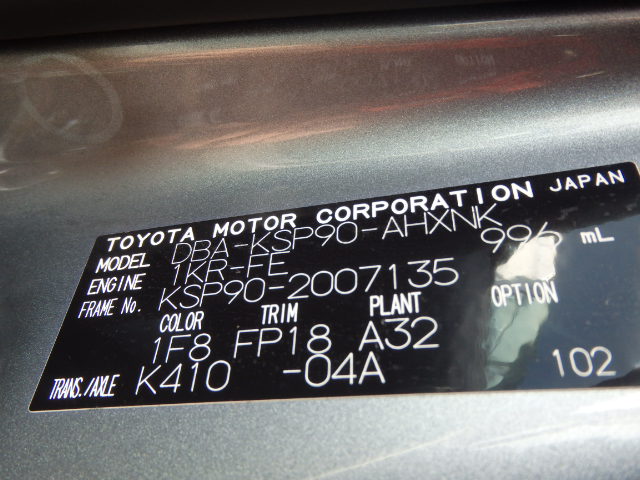 TOYOTA MOTOR CORPORATION JAPAN
MODEL DBA-KSP90-AHXNK
ENGINE 1KR-FE 996 mL
FRAME No. KSP90-2007135
COLOR TRIM PLANT OPTION
1F8 FP18 A32
TRANS./AXLE K410 -04A 102